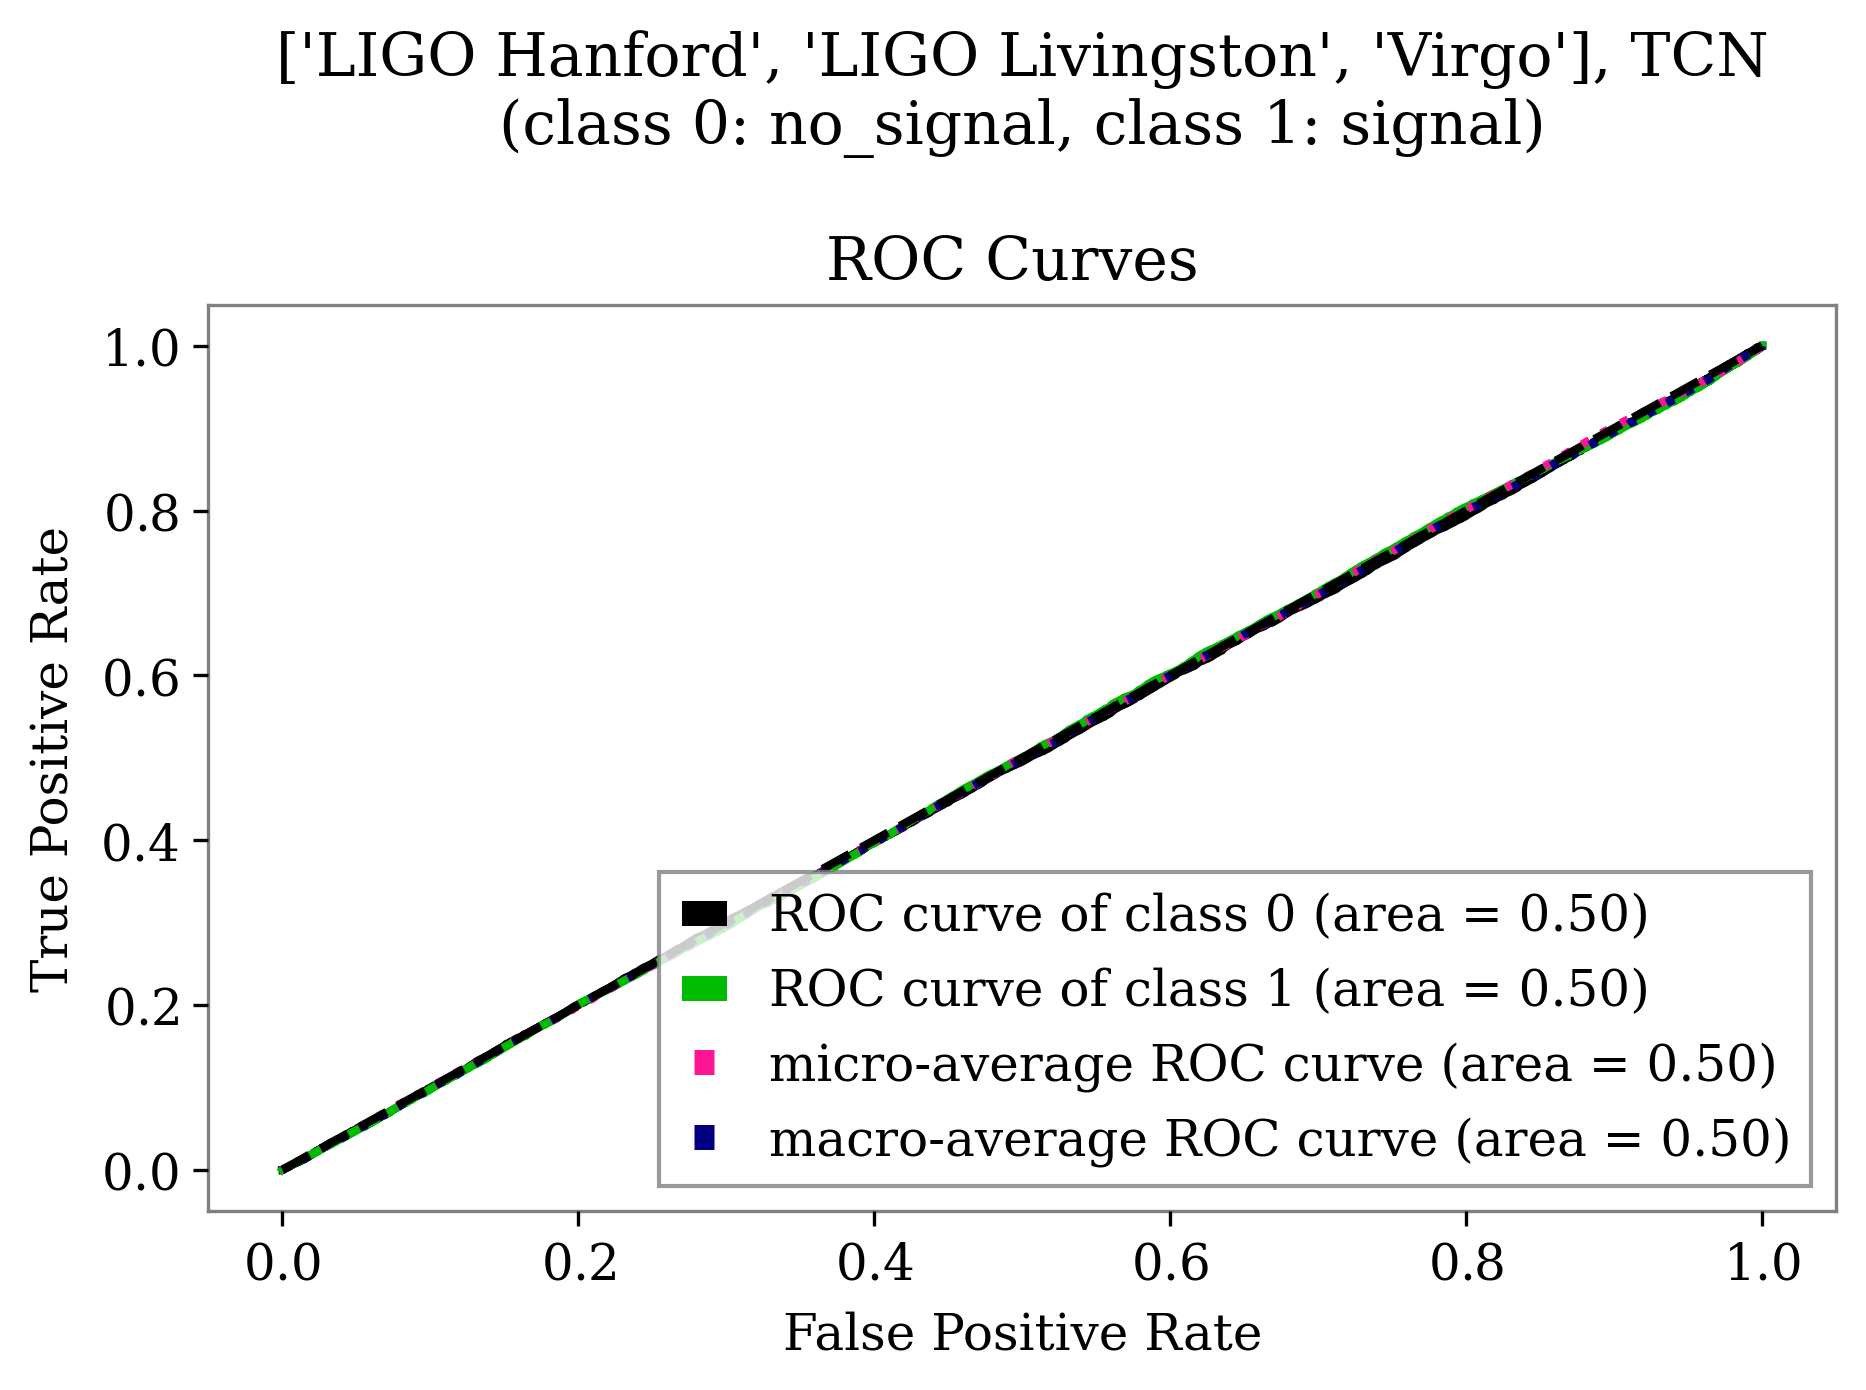 ['LIGO Hanford', 'LIGO Livingston', 'Virgo'], TCN
(class 0: no_signal, class 1: signal)
ROC Curves
True Positive Rate
1.0
0.8
0.6
0.4
0.2
0.0
ROC curve of class 0 (area = 0.50)
ROC curve of class 1 (area = 0.50)
micro-average ROC curve (area = 0.50)
macro-average ROC curve (area = 0.50)
0.0 0.2 0.4 0.6 0.8 1.0
False Positive Rate